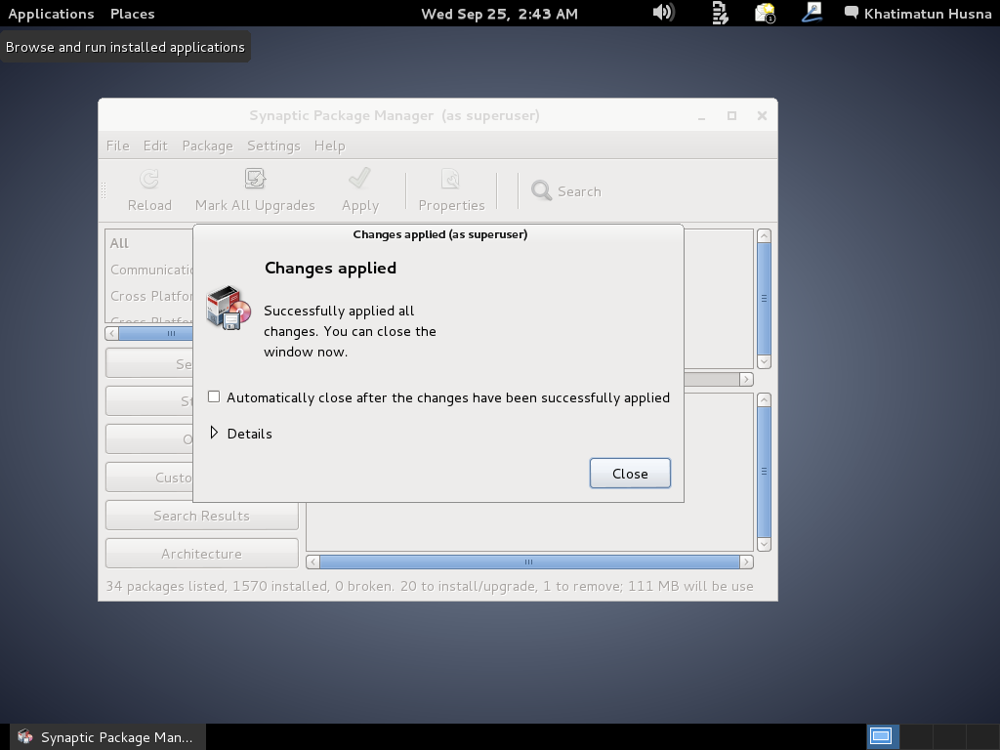 Applications Places Wed Sep 25, 2:43 AM 1 Khatimatun Husna
Browse and run installed applications
Synaptic Package Manager (as superuser)
File Edit Package Settings Help
Reload Mark All Upgrades Apply Properties Search
Changes applied (as superuser)
All
Changes applied
Cross Platfor
Successfully applied all
changes. You can close the
window now.
Se
Automatically close after the changes have been successfully applied
St
Details
O
Custo
Close
Search Results
Architecture
34 packages listed, 1570 installed, 0 broken. 20 to install/upgrade, 1 to remove; 111 MB will be use
Synaptic Package Man...